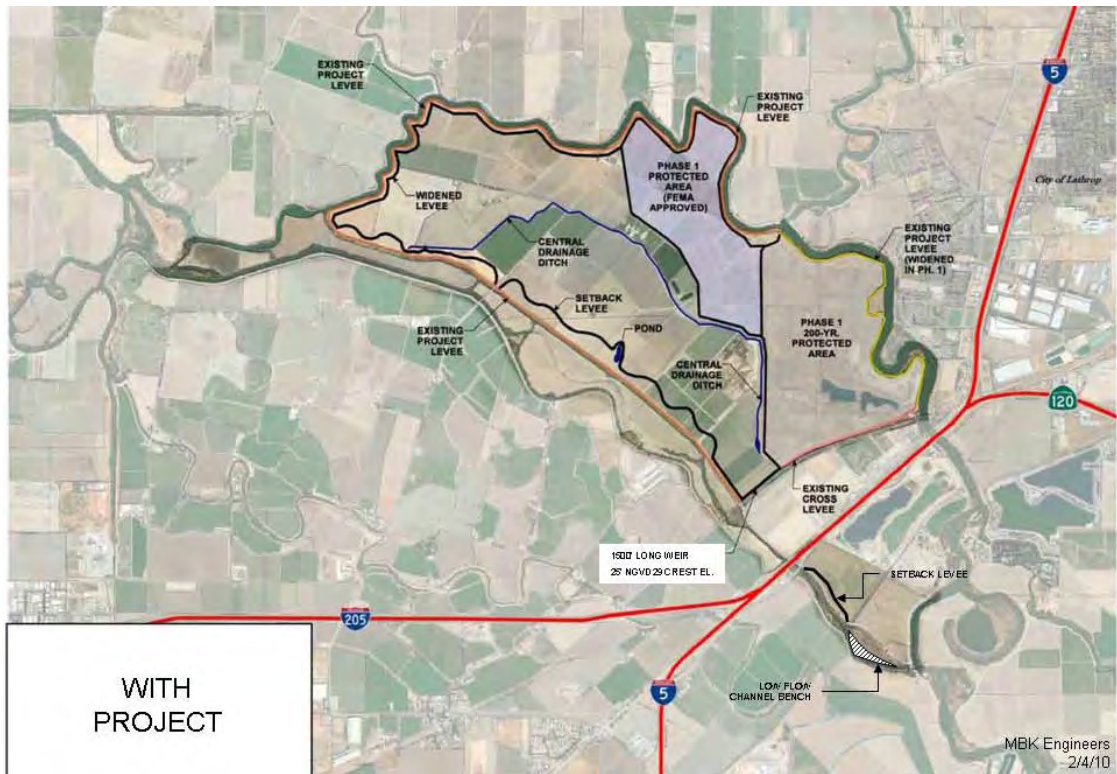 EXISTING
PROJECT
LEVEE
5
EXISTING
PROJECT
LEVEE
City of Lathrop
PHASE 1
PROTECTED
AREA
(FEMA
APPROVED)
WIDENED
LEVEE
EXISTING
PROJECT
LEVEE
(WIDENED
IN PH. 1)
CENTRAL
DRAINAGE
DITCH
SETBACK
LEVEE
EXISTING
PROJECT
LEVEE
POND
PHASE 1
200-YR.
PROTECTED
AREA
CENTRAL
DRAINAGE
DITCH
120
EXISTING
CROSS
LEVEE
1500' LONG WEIR
25' NGVD29 CREST EL.
SETBACK LEVEE
205
LOW FLOW
CHANNEL BENCH
5
WITH
PROJECT
MBK Engineers
2/4/10